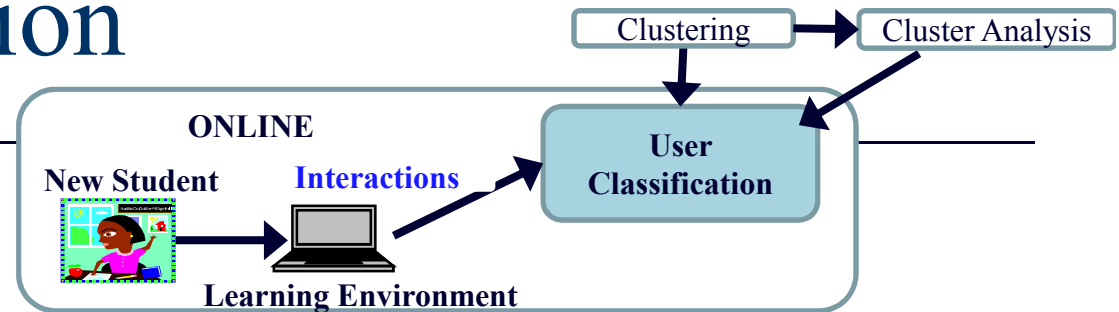 ion
Clustering
Cluster Analysis
ONLINE
User
Classification
New Student
Interactions
Learning Environment